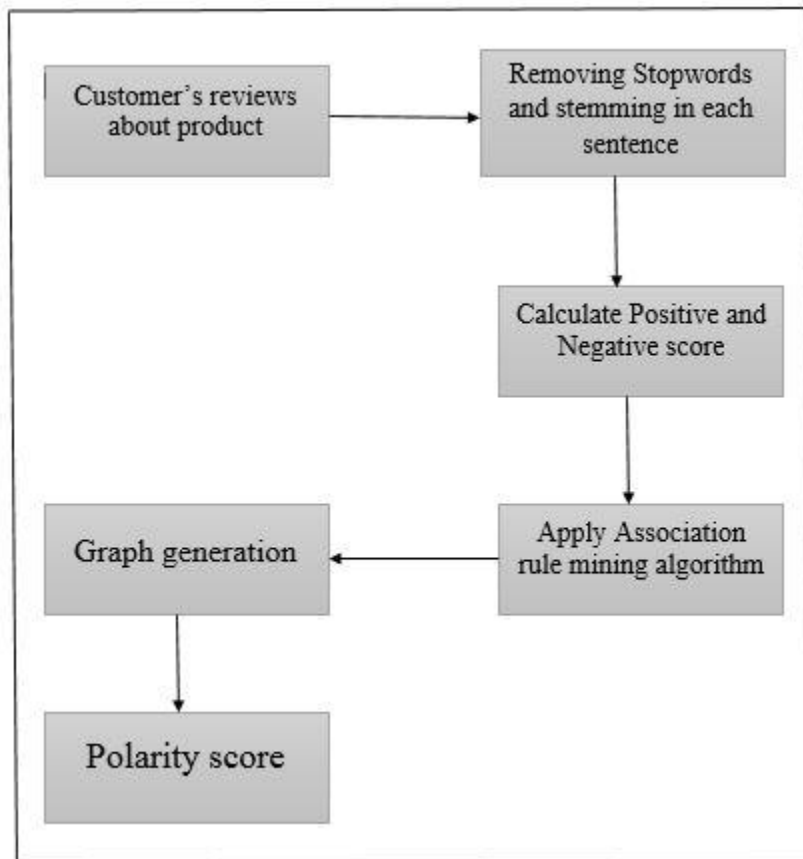 Customer’s reviews
about product
Removing Stopwords
and stemming in each
sentence
Calculate Positive and
Negative score
Apply Association
rule mining algorithm
Graph generation
Polarity score